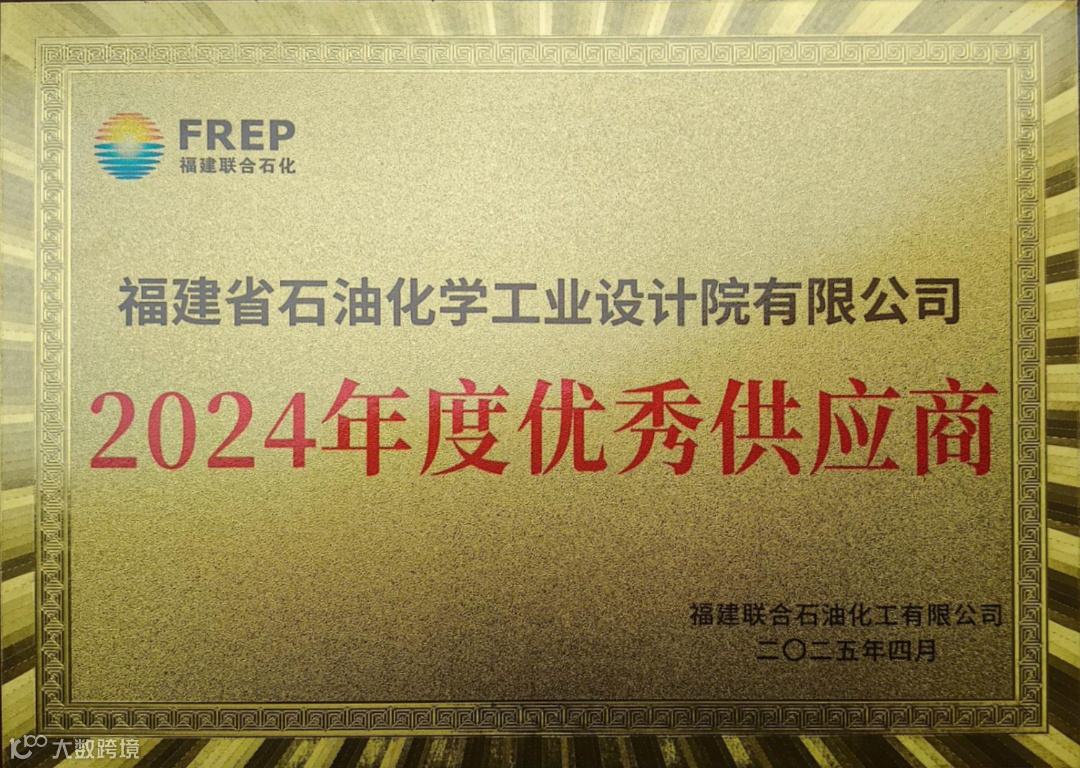 FREP
福建联合石化
福建省石油化学工业设计院有限公司
2024年度优秀供应商
福建联合石油化工有限公司
二〇二五年四月
大数跨境